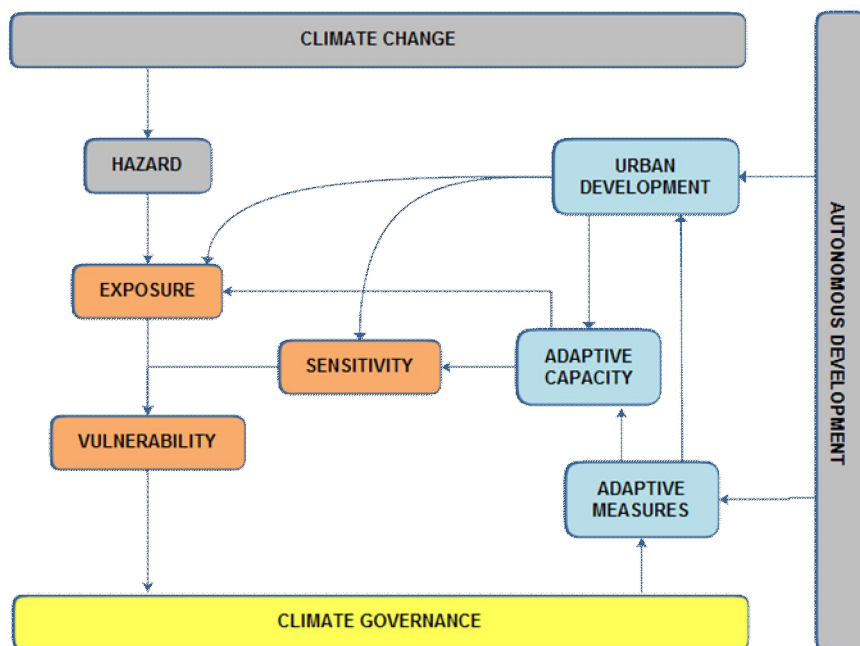 CLIMATE CHANGE
HAZARD
URBAN
DEVELOPMENT
EXPOSURE
SENSITIVITY
ADAPTIVE
CAPACITY
VULNERABILITY
ADAPTIVE
MEASURES
CLIMATE GOVERNANCE
AUTONOMOUS DEVELOPMENT